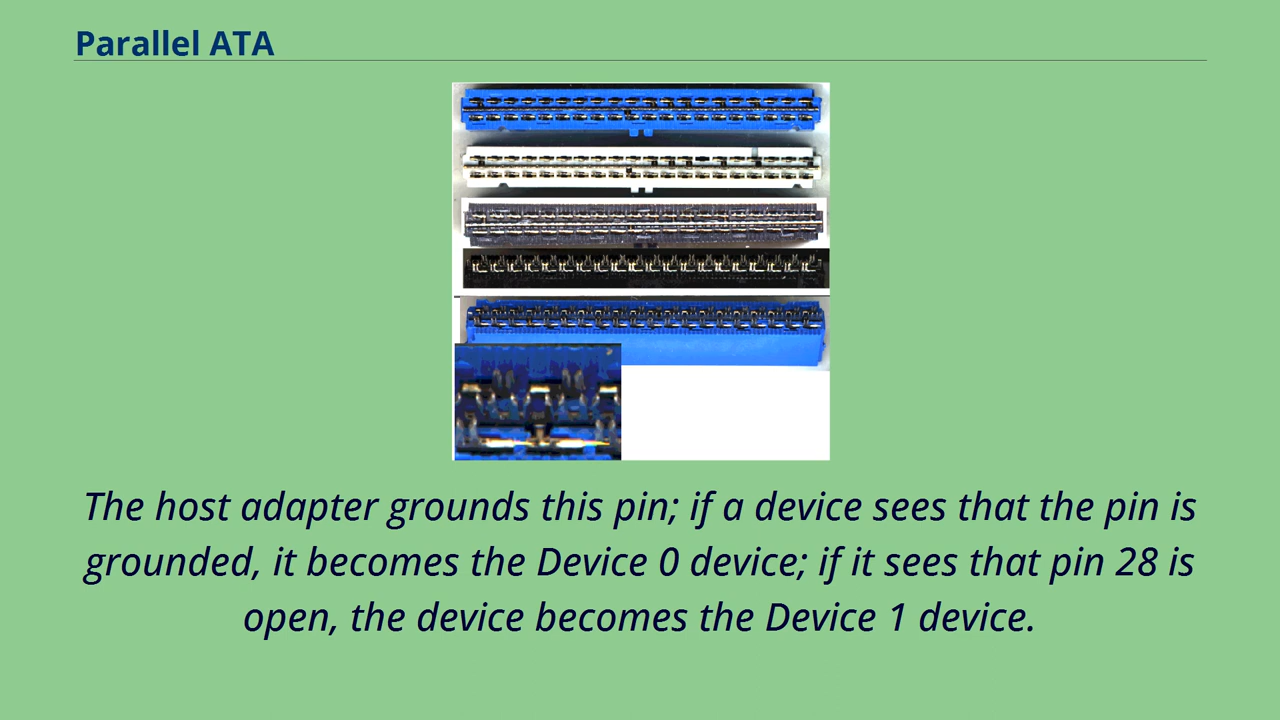 Parallel ATA
The host adapter grounds this pin; if a device sees that the pin is
grounded, it becomes the Device 0 device; if it sees that pin 28 is
open, the device becomes the Device 1 device.